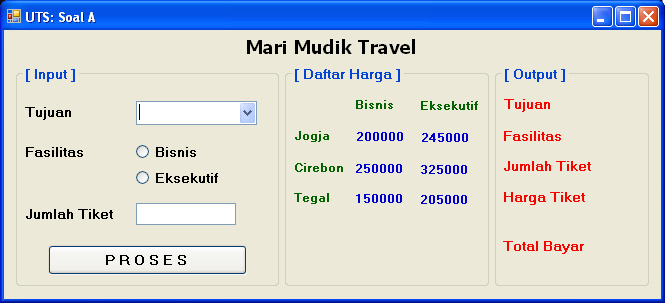 UTS: Soal A
Mari Mudik Travel
[ Input ]
Tujuan
Fasilitas
Bisnis
Eksekutif
Jumlah Tiket
P R O S E S
[ Daftar Harga ]
Bisnis Eksekutif
Jogja 200000 245000
Cirebon 250000 325000
Tegal 150000 205000
[ Output ]
Tujuan
Fasilitas
Jumlah Tiket
Harga Tiket
Total Bayar